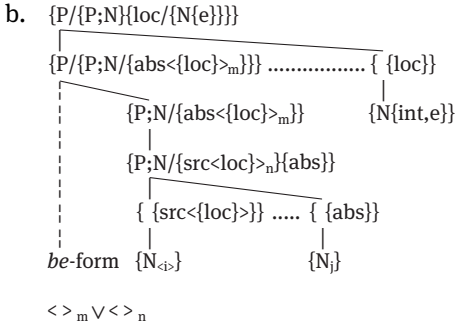 b. {P/{P;N}{loc/{N{e}}}}
{P/{P;N/{abs<{loc}>m}}} ................. { {loc}}
{P;N/{abs<{loc}>m}} {N{int,e}}
{P;N/{src<loc}>n}{abs}}
{ {src<{loc}>}} ..... { {abs}}
be-form {N<i>} {Nj}
< >m ∨ < >n